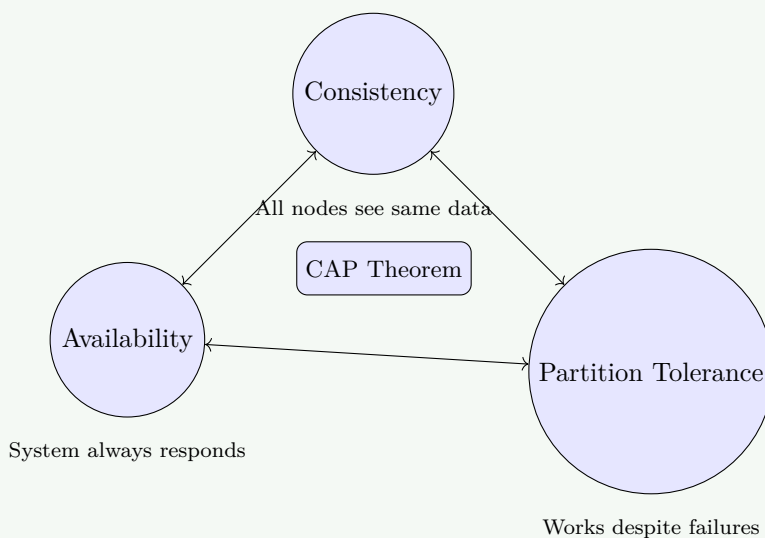 Consistency
All nodes see same data
CAP Theorem
Availability
Partition Tolerance
System always responds
Works despite failures